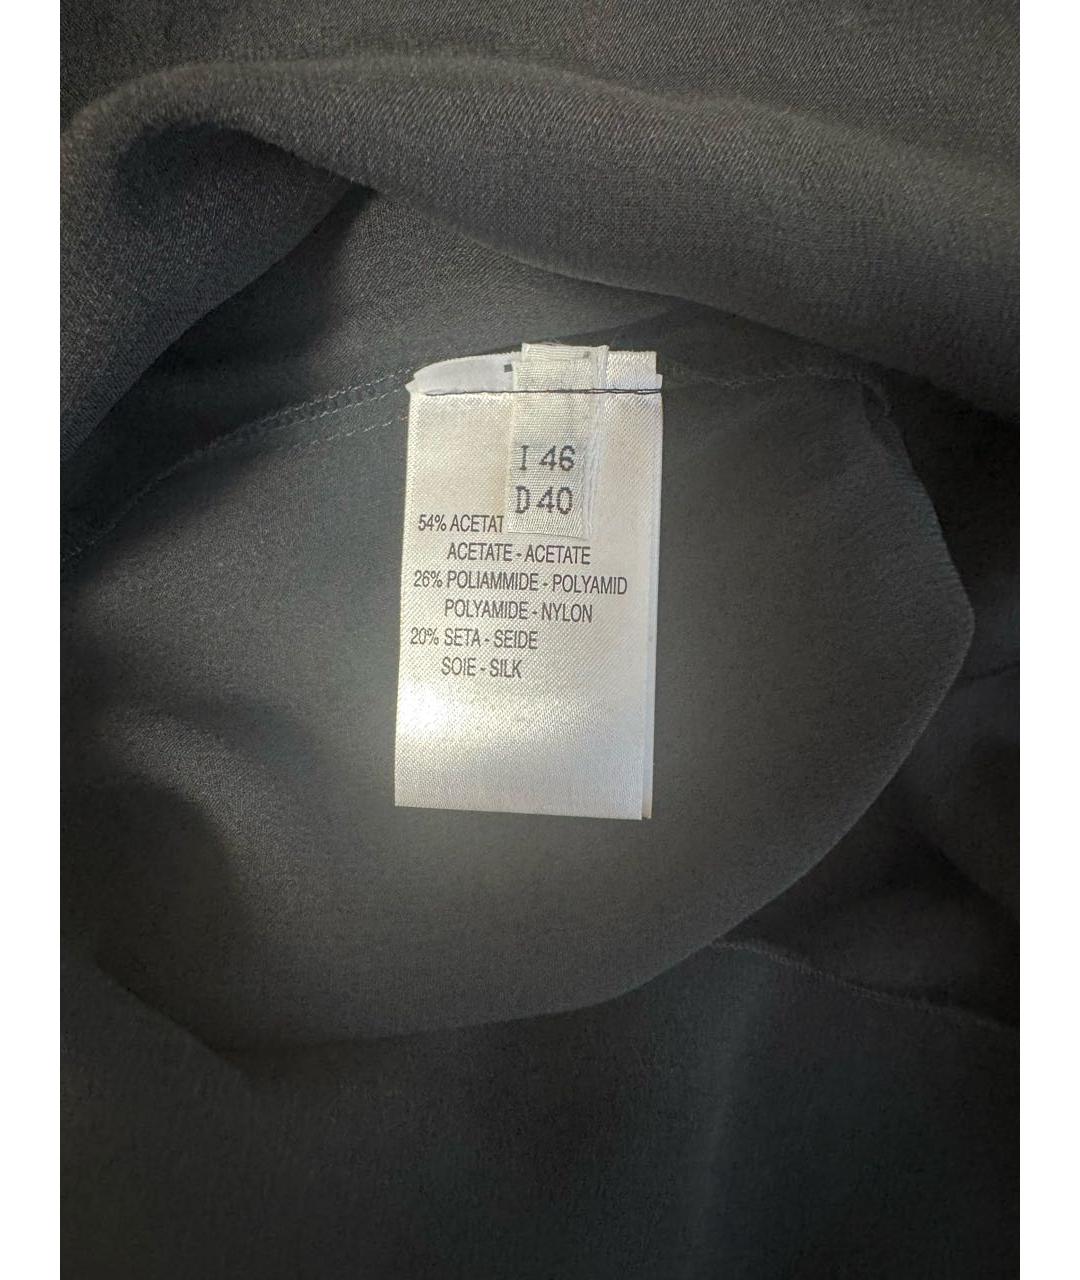 I 46
D 40
54% ACETAT
ACETATE - ACETATE
26% POLIAMMIDE - POLYAMID
POLYAMIDE - NYLON
20% SETA - SEIDE
SOIE - SILK